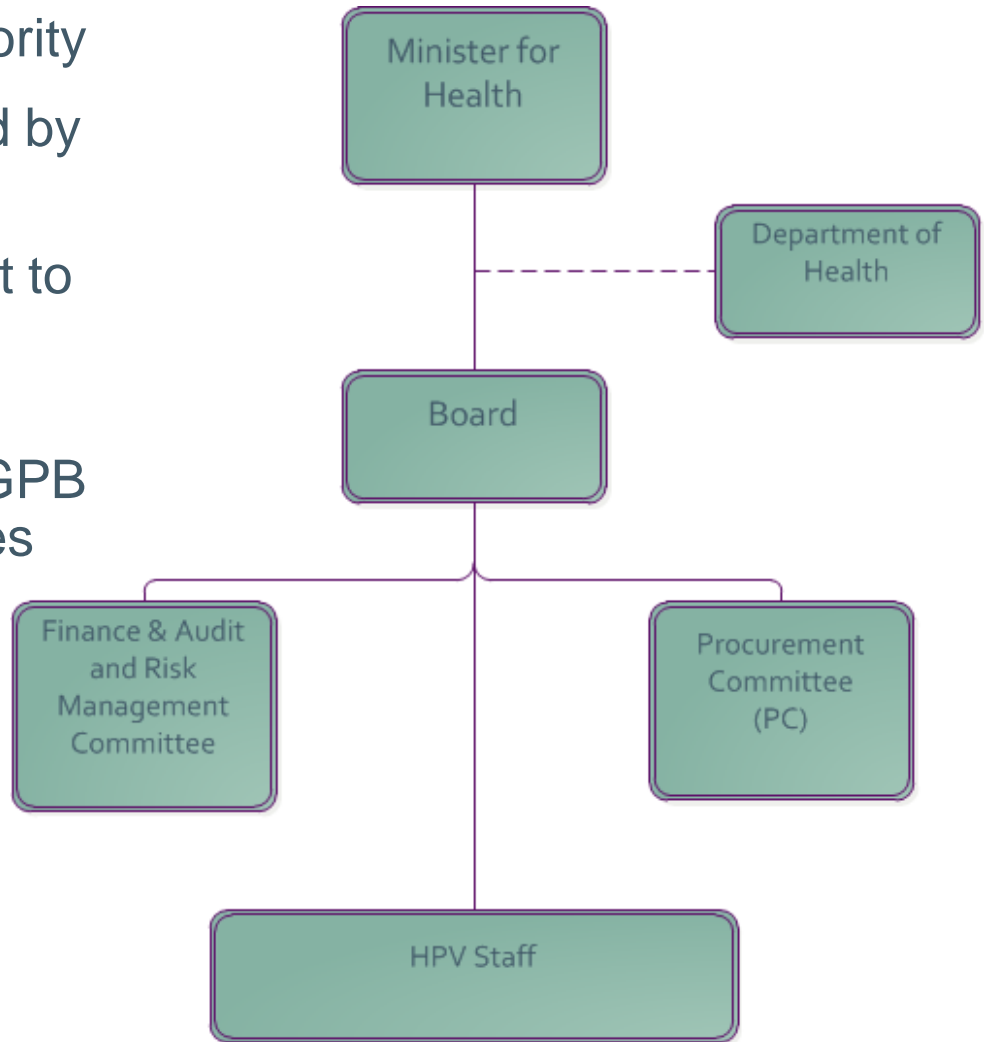 ority
d by
t to
GPB
es
Minister for
Health
Department of
Health
Board
Finance & Audit
and Risk
Management
Committee
Procurement
Committee
(PC)
HPV Staff